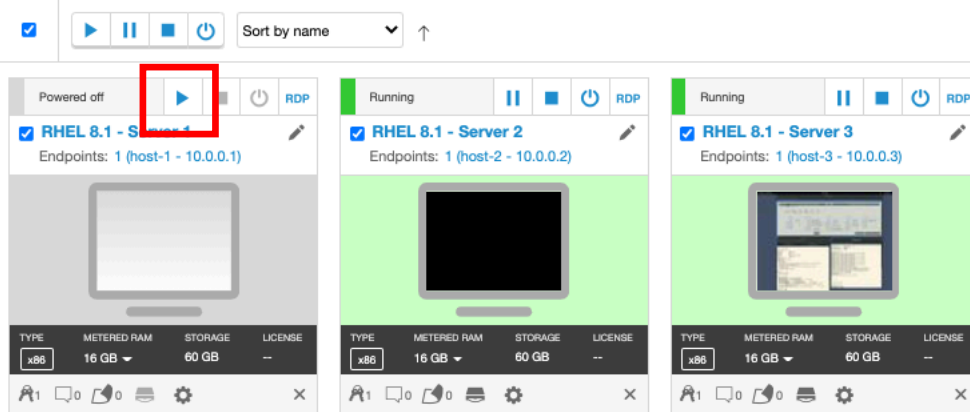 Sort by name
Powered off RDP
RHEL 8.1 - Server 1
Endpoints: 1 (host-1 - 10.0.0.1)
TYPE METERED RAM STORAGE LICENSE
x86 16 GB 60 GB --
1 0 0
Running RDP
RHEL 8.1 - Server 2
Endpoints: 1 (host-2 - 10.0.0.2)
TYPE METERED RAM STORAGE LICENSE
x86 16 GB 60 GB --
1 0 0
Running RDP
RHEL 8.1 - Server 3
Endpoints: 1 (host-3 - 10.0.0.3)
TYPE METERED RAM STORAGE LICENSE
x86 16 GB 60 GB --
1 0 0